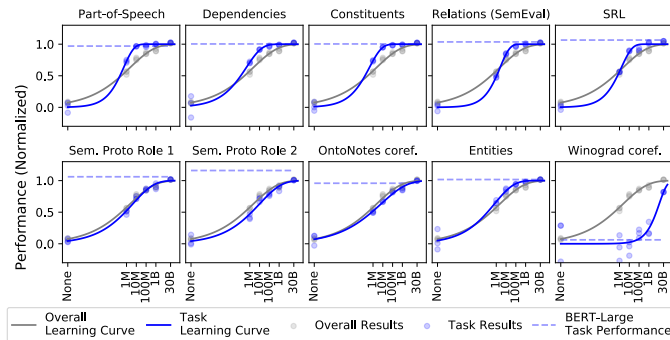 Part-of-Speech
Dependencies
Constituents
Relations (SemEval)
SRL
Performance (Normalized)
1.0
0.5
0.0
Sem. Proto Role 1
Sem. Proto Role 2
OntoNotes coref.
Entities
Winograd coref.
1.0
0.5
0.0
None
1M
10M
100M
1B
30B
None
1M
10M
100M
1B
30B
None
1M
10M
100M
1B
30B
None
1M
10M
100M
1B
30B
None
1M
10M
100M
1B
30B
Overall
Learning Curve
Task
Learning Curve
Overall Results
Task Results
BERT-Large
Task Performance